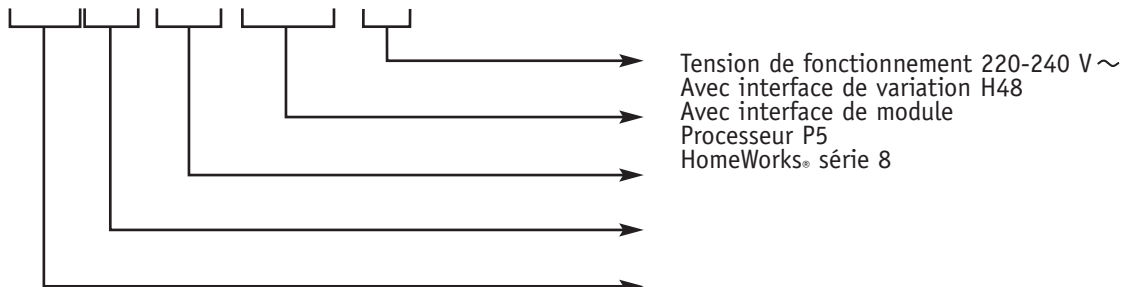 Tension de fonctionnement 220-240 V ~
Avec interface de variation H48
Avec interface de module
Processeur P5
HomeWorks® série 8